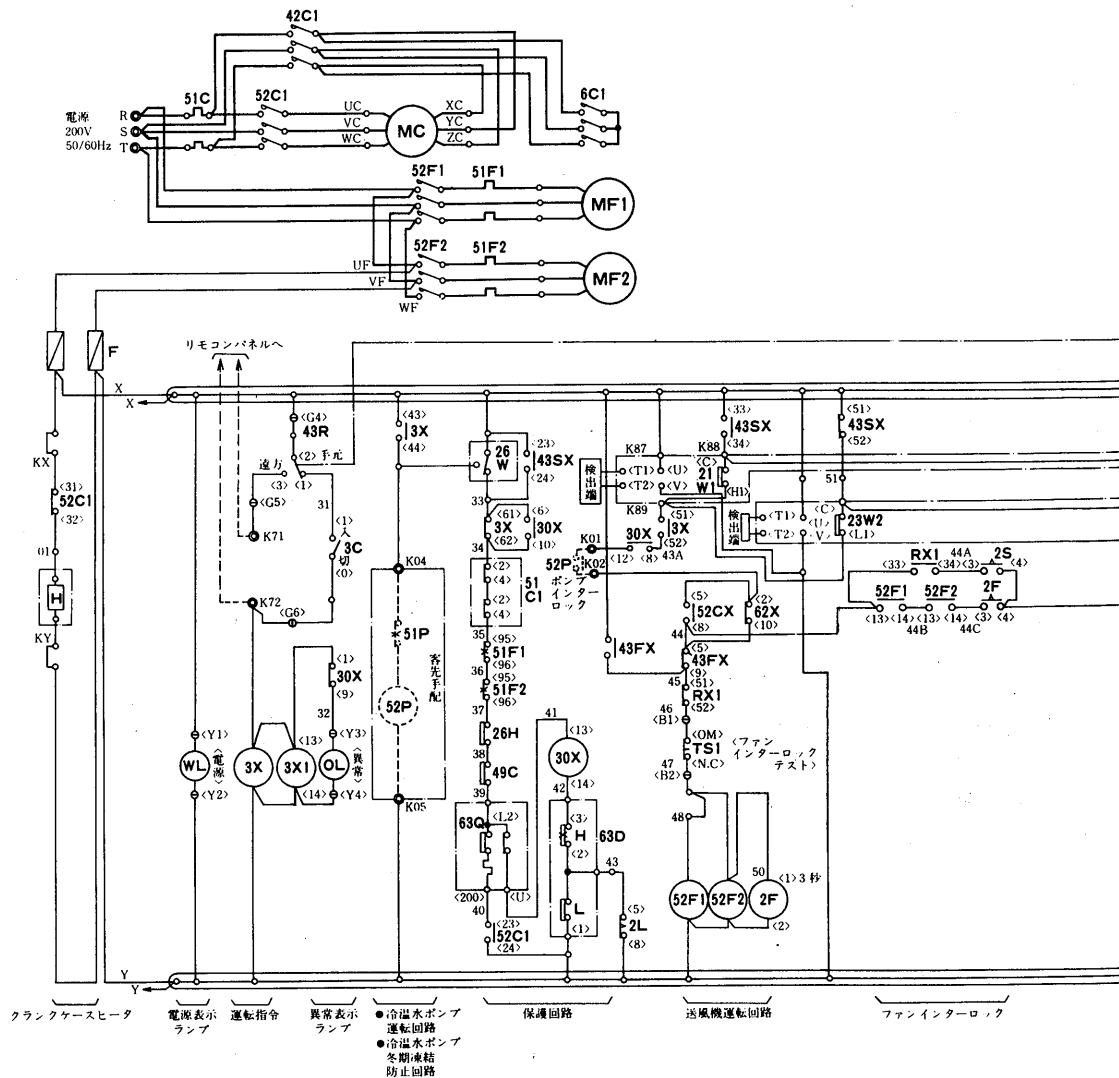 42C1
51C
52C1
6C1
電源
200V
50/60Hz
R
S
T
UC
VC
WC
MC
XC
YC
ZC
52F1
51F1
MF1
52F2
51F2
MF2
UF
VF
WF
F
リモコンパネルへ
X
X
KX
<31>
52C1
<32>
01
H
KY
<G4>
43R
<2>
手元
遠方
<3>
<1>
<G5>
K71
31
<1>
入
3C
切
<0>
K72
<G6>
<1>
30X
<9>
32
<Y1>
WL
<電源>
<Y2>
3X
<13>
3X1
<14>
<Y3>
OL
<異常>
<Y4>
<43>
3X
<44>
K04
51P
52P
客先手配
K05
26
W
<23>
43SX
<24>
33
<61>
3X
<62>
<6>
30X
<10>
34
<2>
<4>
<2>
<4>
51
C1
35
<95>
51F1
<96>
36
<95>
51F2
<96>
37
26H
38
49C
39
63Q
<L2>
<200>
<U>
40
<23>
52C1
<24>
41
<13>
30X
<14>
42
<3>
H
<2>
63D
L
<1>
43
<5>
2L
<8>
検出端
K87
<T1>
<T2>
<U>
<V>
K89
<33>
43SX
<34>
K88
<C>
21
W1
<H1>
<51>
3X
<52>
43A
K01
30X
<12>
<8>
52P
K02
ポンプ
インター
ロック
<51>
43SX
<52>
51
検出端
<T1>
<T2>
<U>
<V>
<C>
23W2
<L1>
RX1
<33>
<34>
44A
<3>
2S
<4>
52F1
<13>
<14>
44B
52F2
<13>
<14>
44C
2F
<3>
<4>
<5>
52CX
<8>
44
62X
<2>
<10>
43FX
<5>
43FX
<9>
45
<51>
RX1
<52>
46
<B1>
<OM>
TS1
<N.C>
<ファン
インターロック
テスト>
47
<B2>
48
52F1
52F2
50
2F
<1>3秒
<2>
Y
Y
クランクケースヒータ
電源表示
ランプ
運転指令
異常表示
ランプ
●冷温水ポンプ
運転回路
●冷温水ポンプ
冬期凍結
防止回路
保護回路
送風機運転回路
ファンインターロック